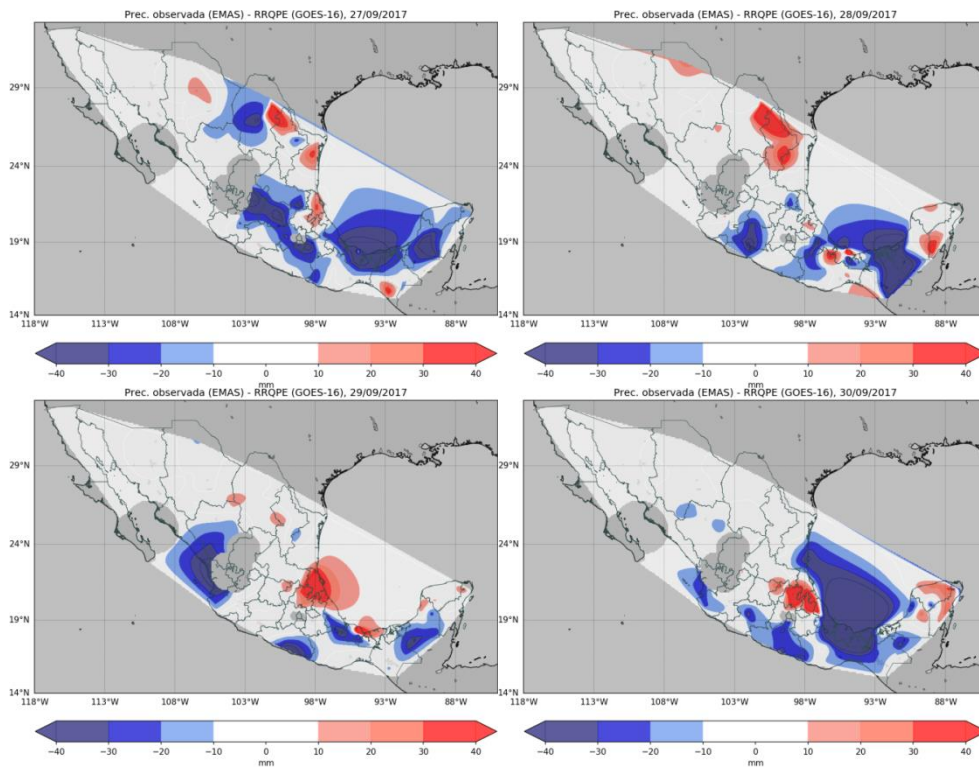 Prec. observada (EMAS) - RRQPE (GOES-16), 27/09/2017
29°N
24°N
19°N
14°N
118°W 113°W 108°W 103°W 98°W 93°W 88°W
−40 −30 −20 −10 0 10 20 30 40
mm
Prec. observada (EMAS) - RRQPE (GOES-16), 28/09/2017
29°N
24°N
19°N
14°N
118°W 113°W 108°W 103°W 98°W 93°W 88°W
−40 −30 −20 −10 0 10 20 30 40
mm
Prec. observada (EMAS) - RRQPE (GOES-16), 29/09/2017
29°N
24°N
19°N
14°N
118°W 113°W 108°W 103°W 98°W 93°W 88°W
−40 −30 −20 −10 0 10 20 30 40
mm
Prec. observada (EMAS) - RRQPE (GOES-16), 30/09/2017
29°N
24°N
19°N
14°N
118°W 113°W 108°W 103°W 98°W 93°W 88°W
−40 −30 −20 −10 0 10 20 30 40
mm